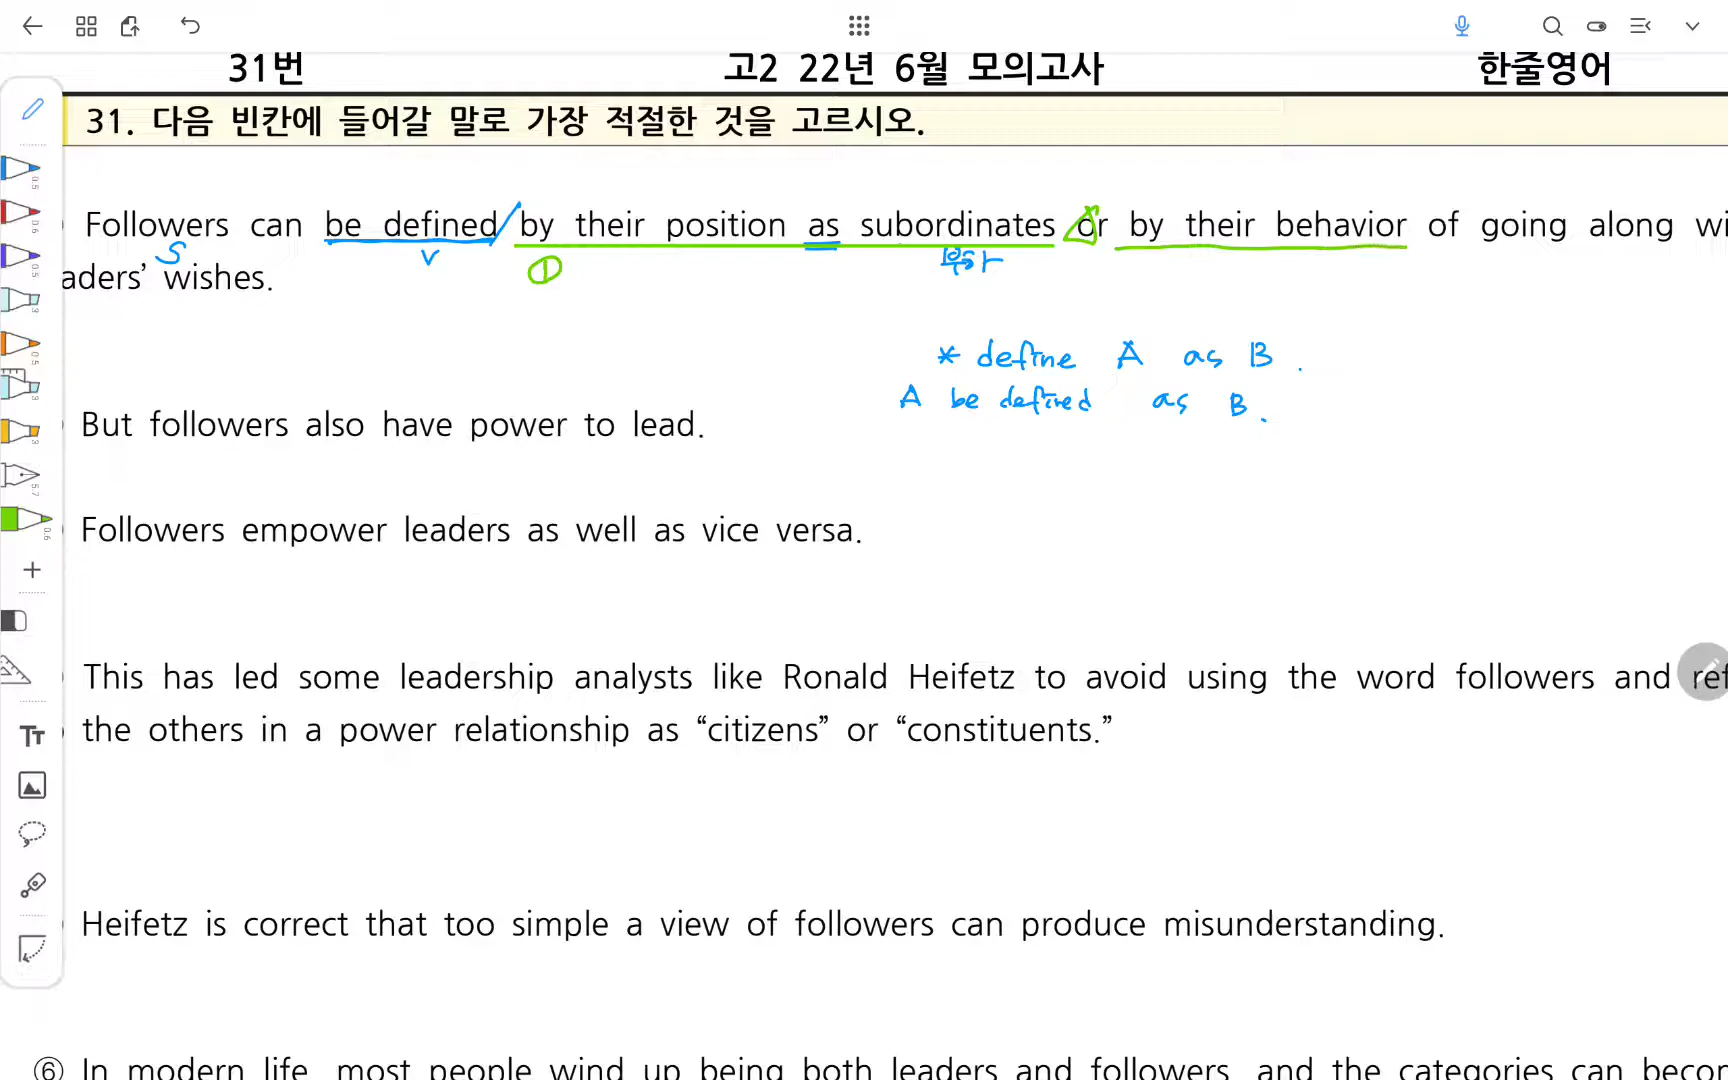 31번 고2 22년 6월 모의고사 한줄영어
31. 다음 빈칸에 들어갈 말로 가장 적절한 것을 고르시오.
Followers can be defined by their position as subordinates or by their behavior of going along wi
S V ① 부하
aders’ wishes.
* define A as B.
A be defined as B.
But followers also have power to lead.
Followers empower leaders as well as vice versa.
This has led some leadership analysts like Ronald Heifetz to avoid using the word followers and ref
the others in a power relationship as “citizens” or “constituents.”
Heifetz is correct that too simple a view of followers can produce misunderstanding.
⑥ In modern life, most people wind up being both leaders and followers, and the categories can becom